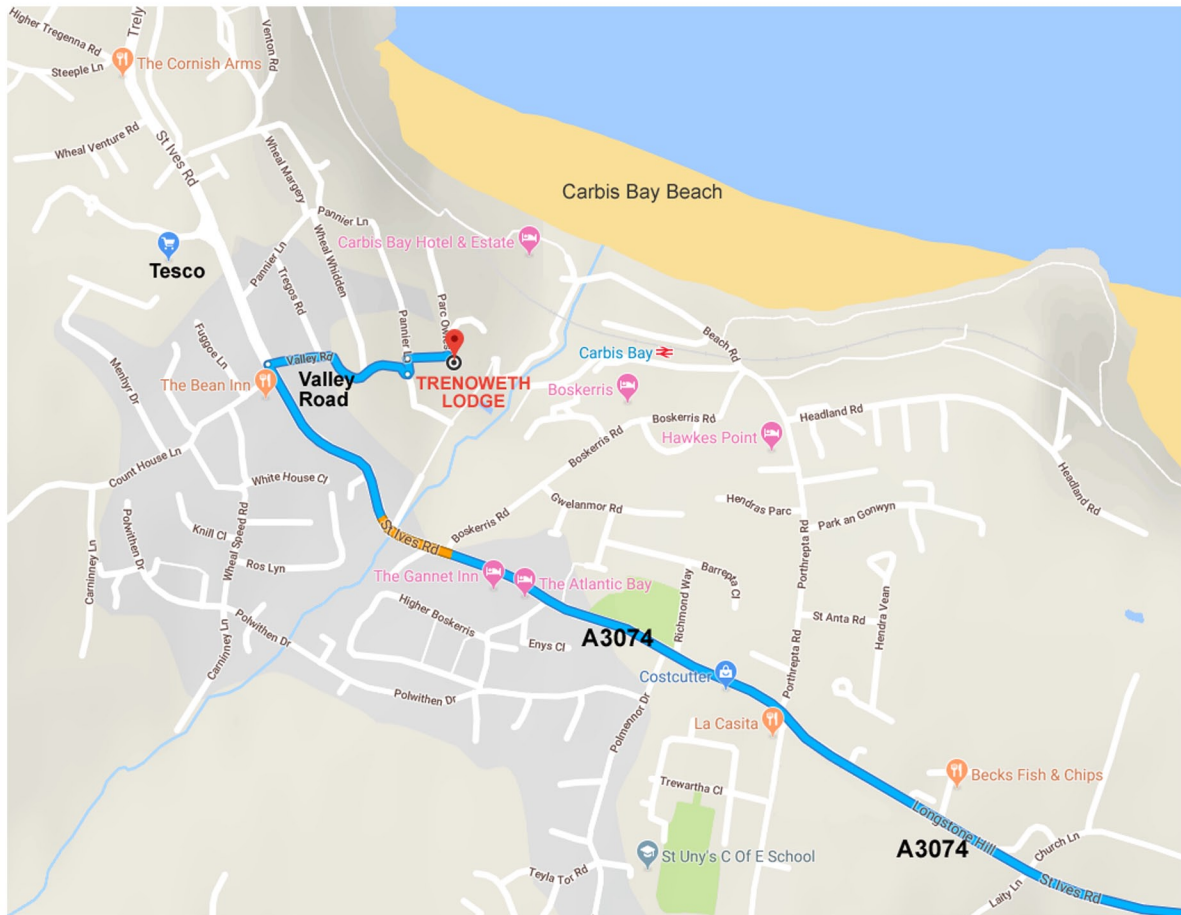 Higher Tregenna Rd
Trely
Venton Rd
Steeple Ln
The Cornish Arms
Wheal Venture Rd
St Ives Rd
Wheal Margery
Carbis Bay Beach
Pannier Ln
Carbis Bay Hotel & Estate
Tesco
Pannier Ln
Wheal Whidden
Tregos Rd
Parc Owles
Pannier Ln
Fuggoe Ln
Menhyr Dr
Valley Rd
Valley
Road
The Bean Inn
TRENOWETH
LODGE
Carbis Bay
Beach Rd
Boskerris
Boskerris Rd
Headland Rd
Hawkes Point
Boskerris Rd
Headland Rd
Count House Ln
White House Cl
Wheal Speed Rd
Knill Cl
Ros Lyn
Polwithen Dr
Carninney Ln
Gwelanmor Rd
Hendras Parc
Park an Gonwyn
Porthrepta Rd
Boskerris Rd
St Ives Rd
The Gannet Inn
The Atlantic Bay
Barrepta Cl
Richmond Way
St Anta Rd
Hendra Vean
Higher Boskerris
Enys Cl
A3074
Polwithen Dr
Carninney Ln
Polwithen Dr
Costcutter
Porthrepta Rd
Polmennor Dr
La Casita
Becks Fish & Chips
Trewartha Cl
Longstone Hill
A3074
Church Ln
St Uny's C Of E School
Teyla Tor Rd
Laity Ln
St Ives Rd